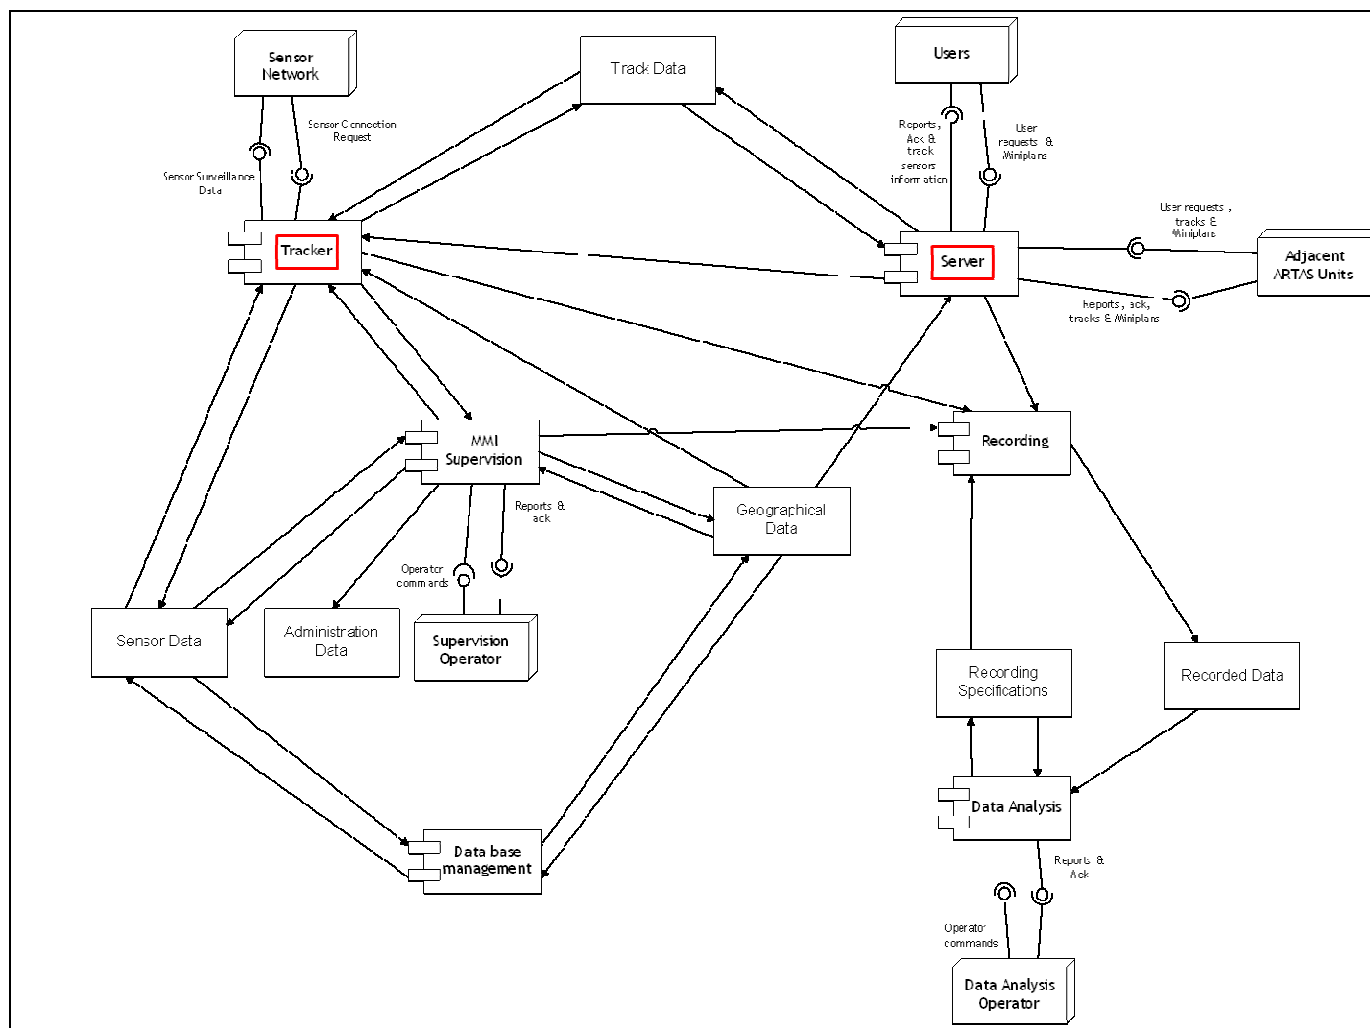 Sensor
Network
Track Data
Users
Sensor Connection
Request
Reports,
Ack &
track
sensors
information
User
requests &
Miniplans
Sensor Surveillance
Data
User requests,
tracks &
Miniplans
Tracker
Server
Adjacent
ARTAS Units
Reports, ack,
tracks & Miniplans
MMI
Supervision
Recording
Reports &
ack
Geographical
Data
Operator
commands
Sensor Data
Administration
Data
Supervision
Operator
Recording
Specifications
Recorded Data
Data Analysis
Data base
management
Reports &
Ack
Operator
commands
Data Analysis
Operator